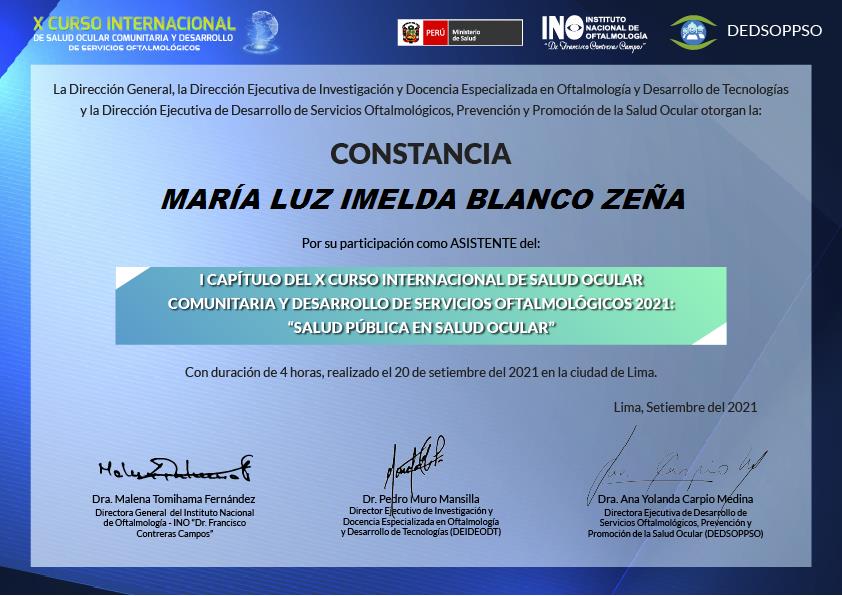 X CURSO INTERNACIONAL
DE SALUD OCULAR COMUNITARIA Y DESARROLLO
DE SERVICIOS OFTALMOLÓGICOS
PERÚ Ministerio de Salud
INO INSTITUTO NACIONAL DE OFTALMOLOGÍA
"Dr. Francisco Contreras Campos"
DEDSOPPSO
La Dirección General, la Dirección Ejecutiva de Investigación y Docencia Especializada en Oftalmología y Desarrollo de Tecnologías
y la Dirección Ejecutiva de Desarrollo de Servicios Oftalmológicos, Prevención y Promoción de la Salud Ocular otorgan la:
CONSTANCIA
MARÍA LUZ IMELDA BLANCO ZEÑA
Por su participación como ASISTENTE del:
I CAPÍTULO DEL X CURSO INTERNACIONAL DE SALUD OCULAR
COMUNITARIA Y DESARROLLO DE SERVICIOS OFTALMOLÓGICOS 2021:
“SALUD PÚBLICA EN SALUD OCULAR”
Con duración de 4 horas, realizado el 20 de setiembre del 2021 en la ciudad de Lima.
Lima, Setiembre del 2021
Dra. Malena Tomihama Fernández
Directora General del Instituto Nacional
de Oftalmología - INO “Dr. Francisco
Contreras Campos”
Dr. Pedro Muro Mansilla
Director Ejecutivo de Investigación y
Docencia Especializada en Oftalmología
y Desarrollo de Tecnologías (DEIDEODT)
Dra. Ana Yolanda Carpio Medina
Directora Ejecutiva de Desarrollo de
Servicios Oftalmológicos, Prevención y
Promoción de la Salud Ocular (DEDSOPPSO)